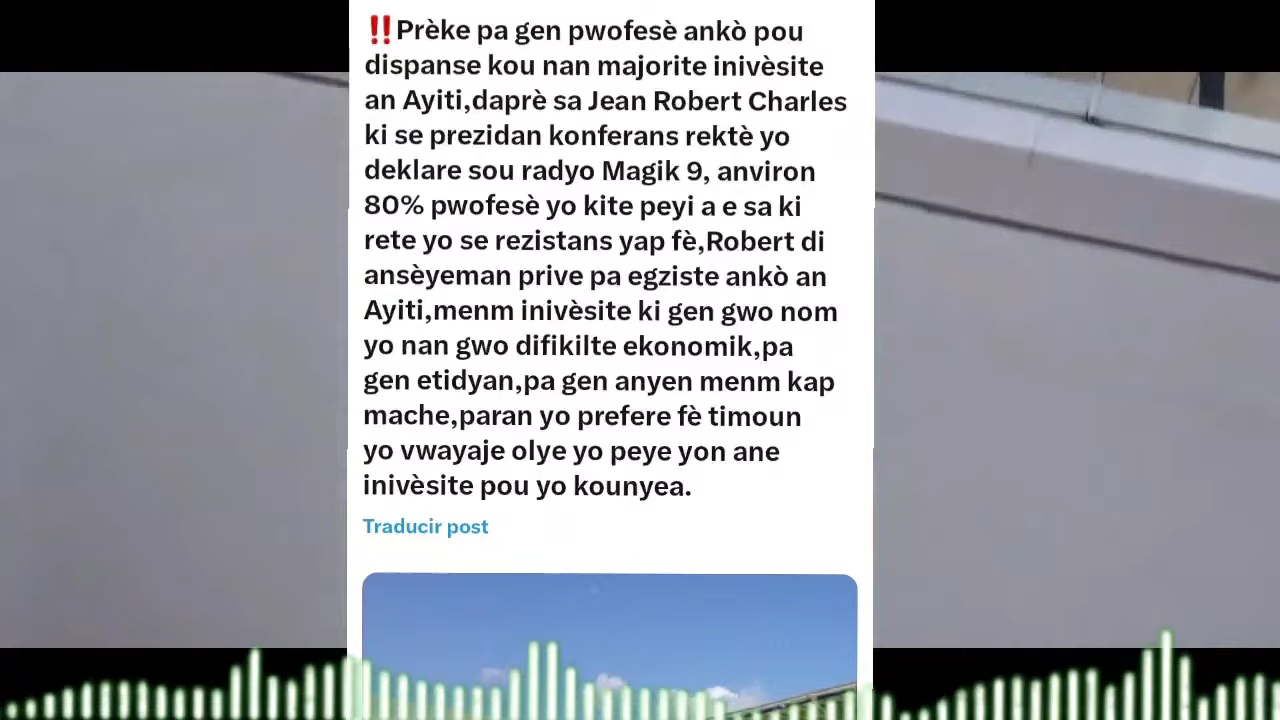 ‼️Prèke pa gen pwofesè ankò pou
dispanse kou nan majorite inivèsite
an Ayiti,daprè sa Jean Robert Charles
ki se prezidan konferans rektè yo
deklare sou radyo Magik 9, anviron
80% pwofesè yo kite peyi a e sa ki
rete yo se rezistans yap fè,Robert di
ansèyeman prive pa egziste ankò an
Ayiti,menm inivèsite ki gen gwo nom
yo nan gwo difikilte ekonomik,pa
gen etidyan,pa gen anyen menm kap
mache,paran yo prefere fè timoun
yo vwayaje olye yo peye yon ane
inivèsite pou yo kounyea.
Traducir post